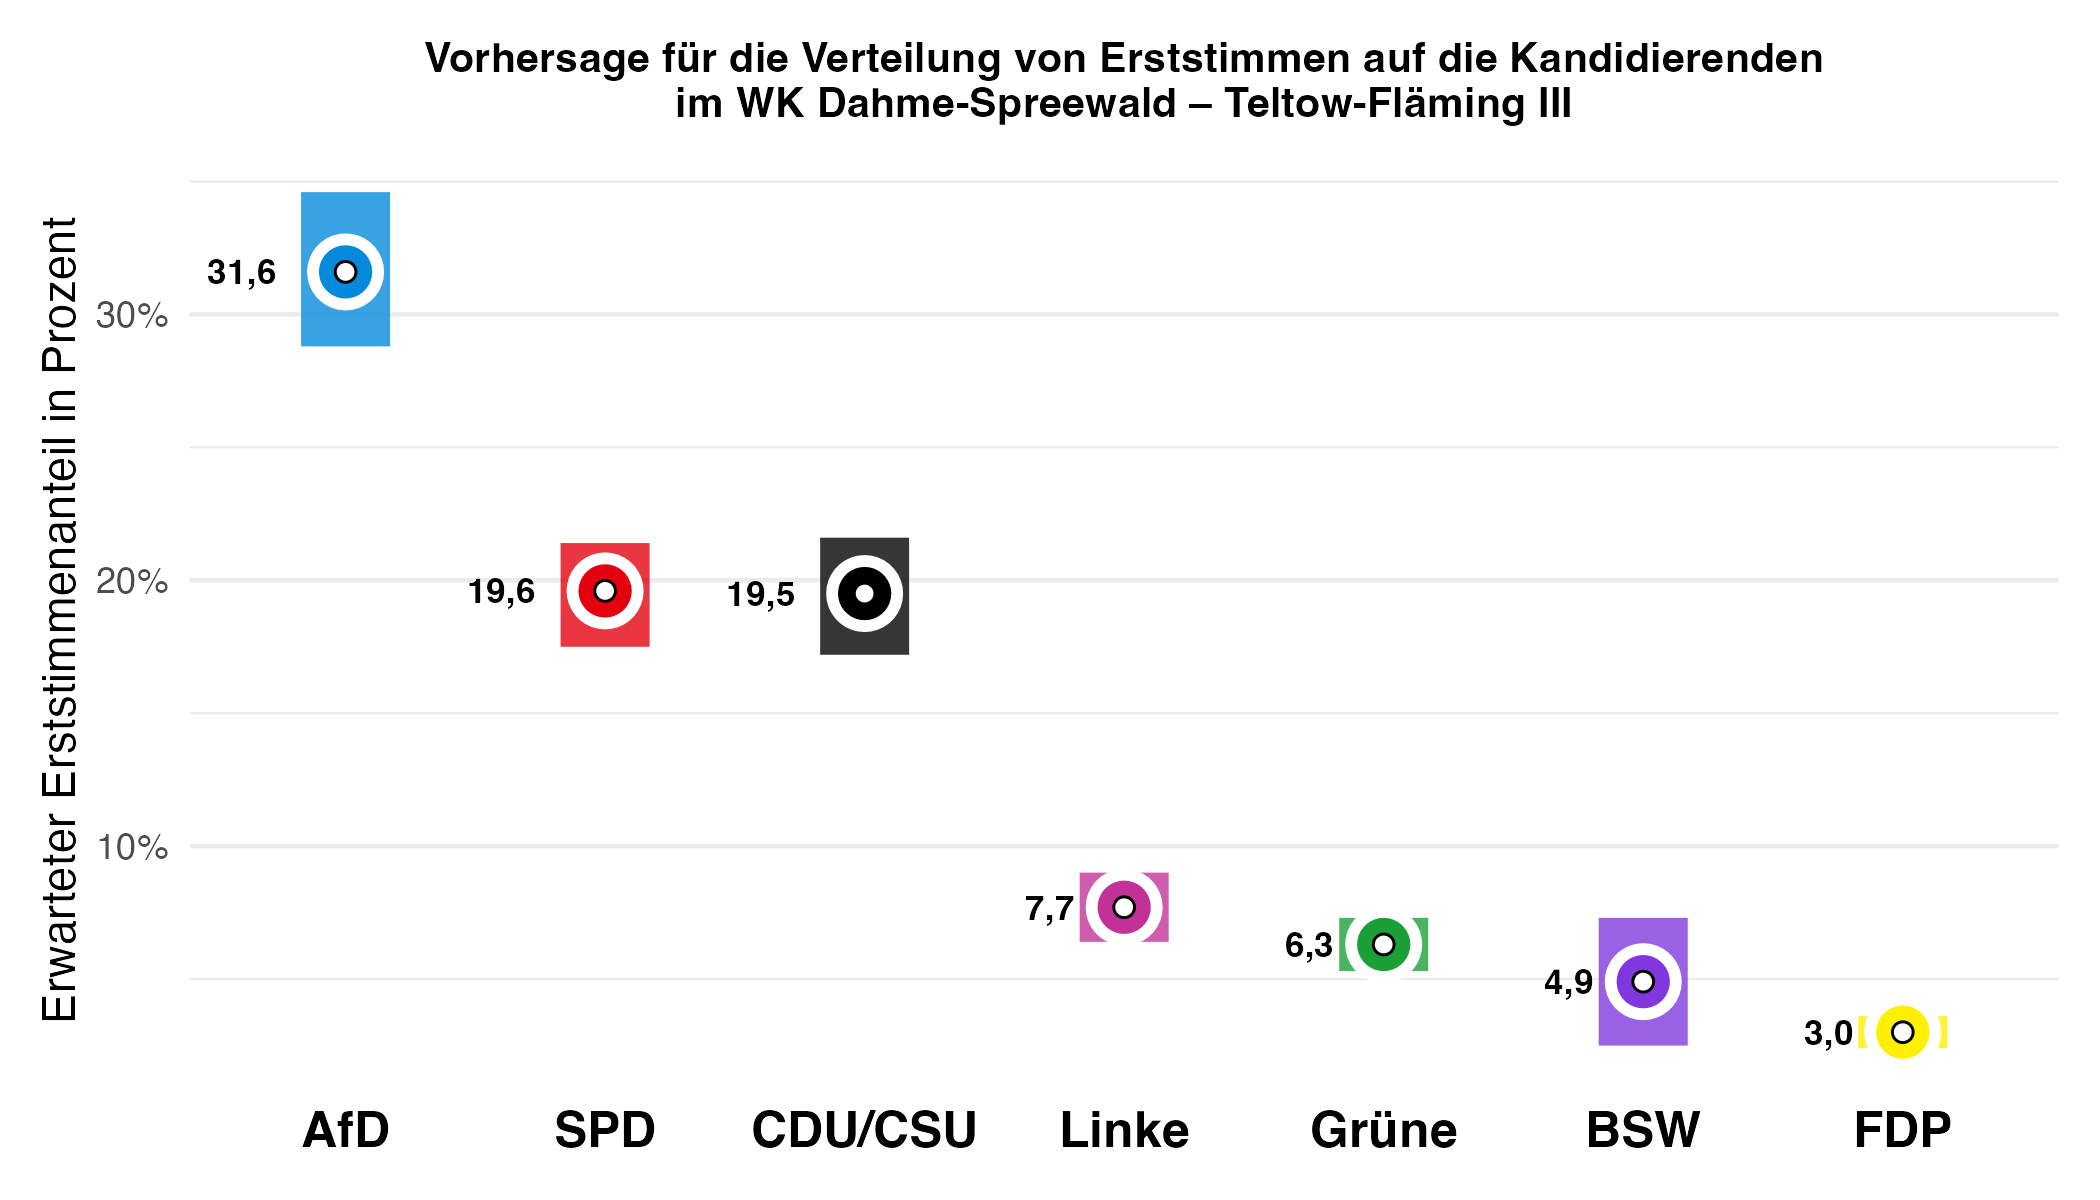 Vorhersage für die Verteilung von Erststimmen auf die Kandidierenden
im WK Dahme-Spreewald – Teltow-Fläming III
Erwarteter Erststimmenanteil in Prozent
30%
20%
10%
31,6
19,6
19,5
7,7
6,3
4,9
3,0
AfD
SPD
CDU/CSU
Linke
Grüne
BSW
FDP